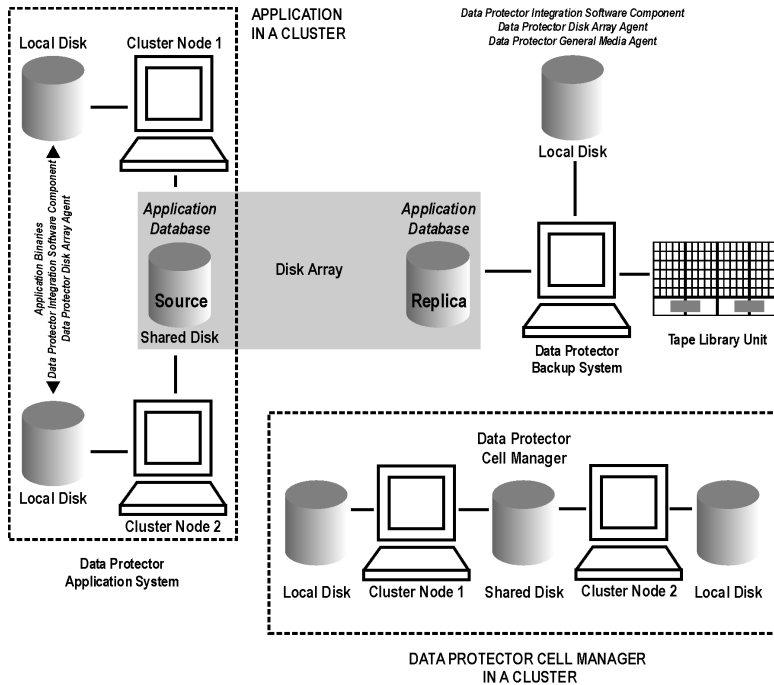 APPLICATION
IN A CLUSTER
Local Disk
Cluster Node 1
Application Binaries
Data Protector Integration Software Component
Data Protector Disk Array Agent
Application
Database
Source
Shared Disk
Disk Array
Application
Database
Replica
Local Disk
Cluster Node 2
Data Protector
Application System
Data Protector Integration Software Component
Data Protector Disk Array Agent
Data Protector General Media Agent
Local Disk
Data Protector
Backup System
Tape Library Unit
Data Protector
Cell Manager
Local Disk
Cluster Node 1
Shared Disk
Cluster Node 2
Local Disk
DATA PROTECTOR CELL MANAGER
IN A CLUSTER